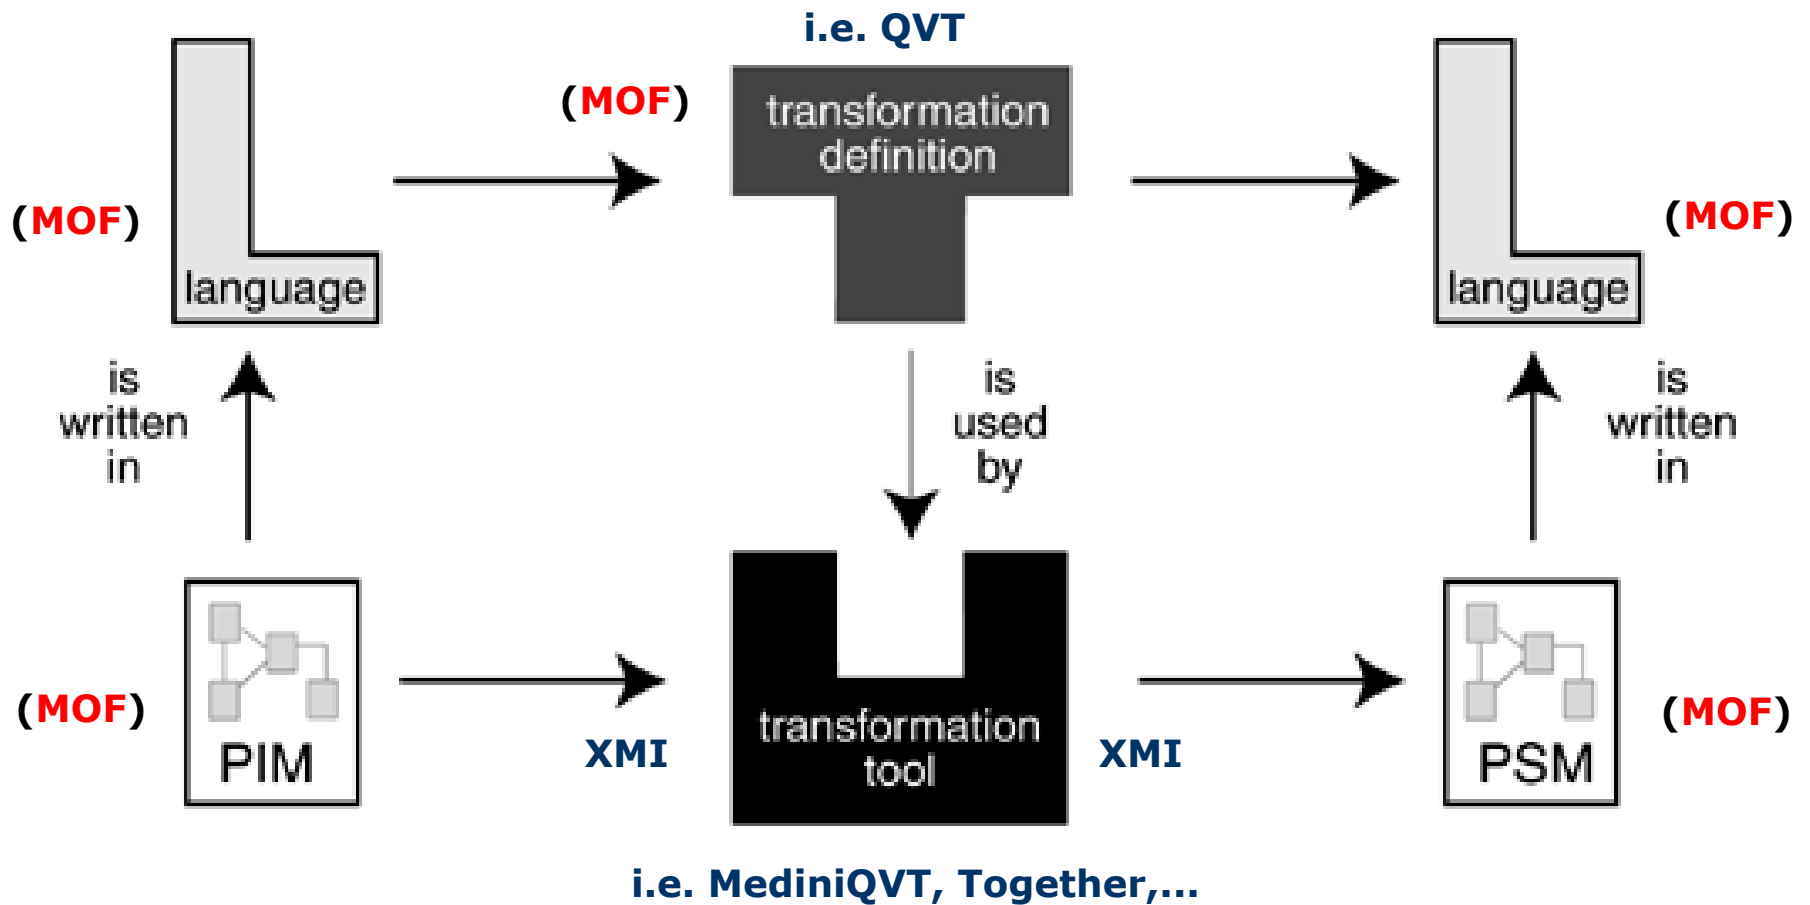 i.e. QVT
(MOF)
transformation
definition
(MOF)
language
(MOF)
language
is
written
in
is
used
by
is
written
in
(MOF)
PIM
XMI
transformation
tool
XMI
PSM
(MOF)
i.e. MediniQVT, Together,...